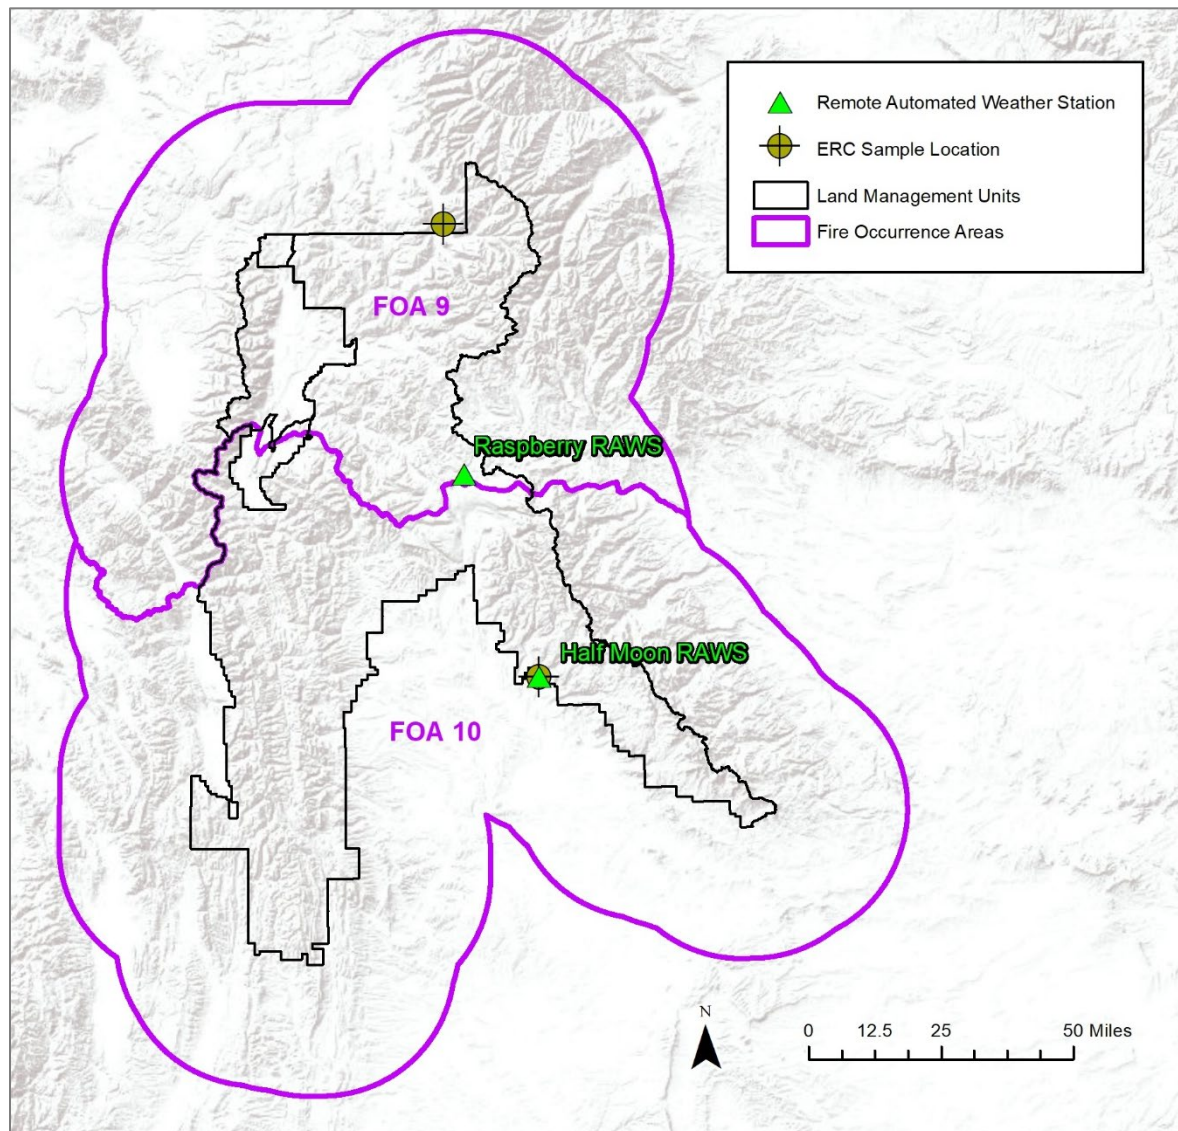 Remote Automated Weather Station
ERC Sample Location
Land Management Units
Fire Occurrence Areas
FOA 9
Raspberry RAWS
Half Moon RAWS
FOA 10
N
0 12.5 25 50 Miles